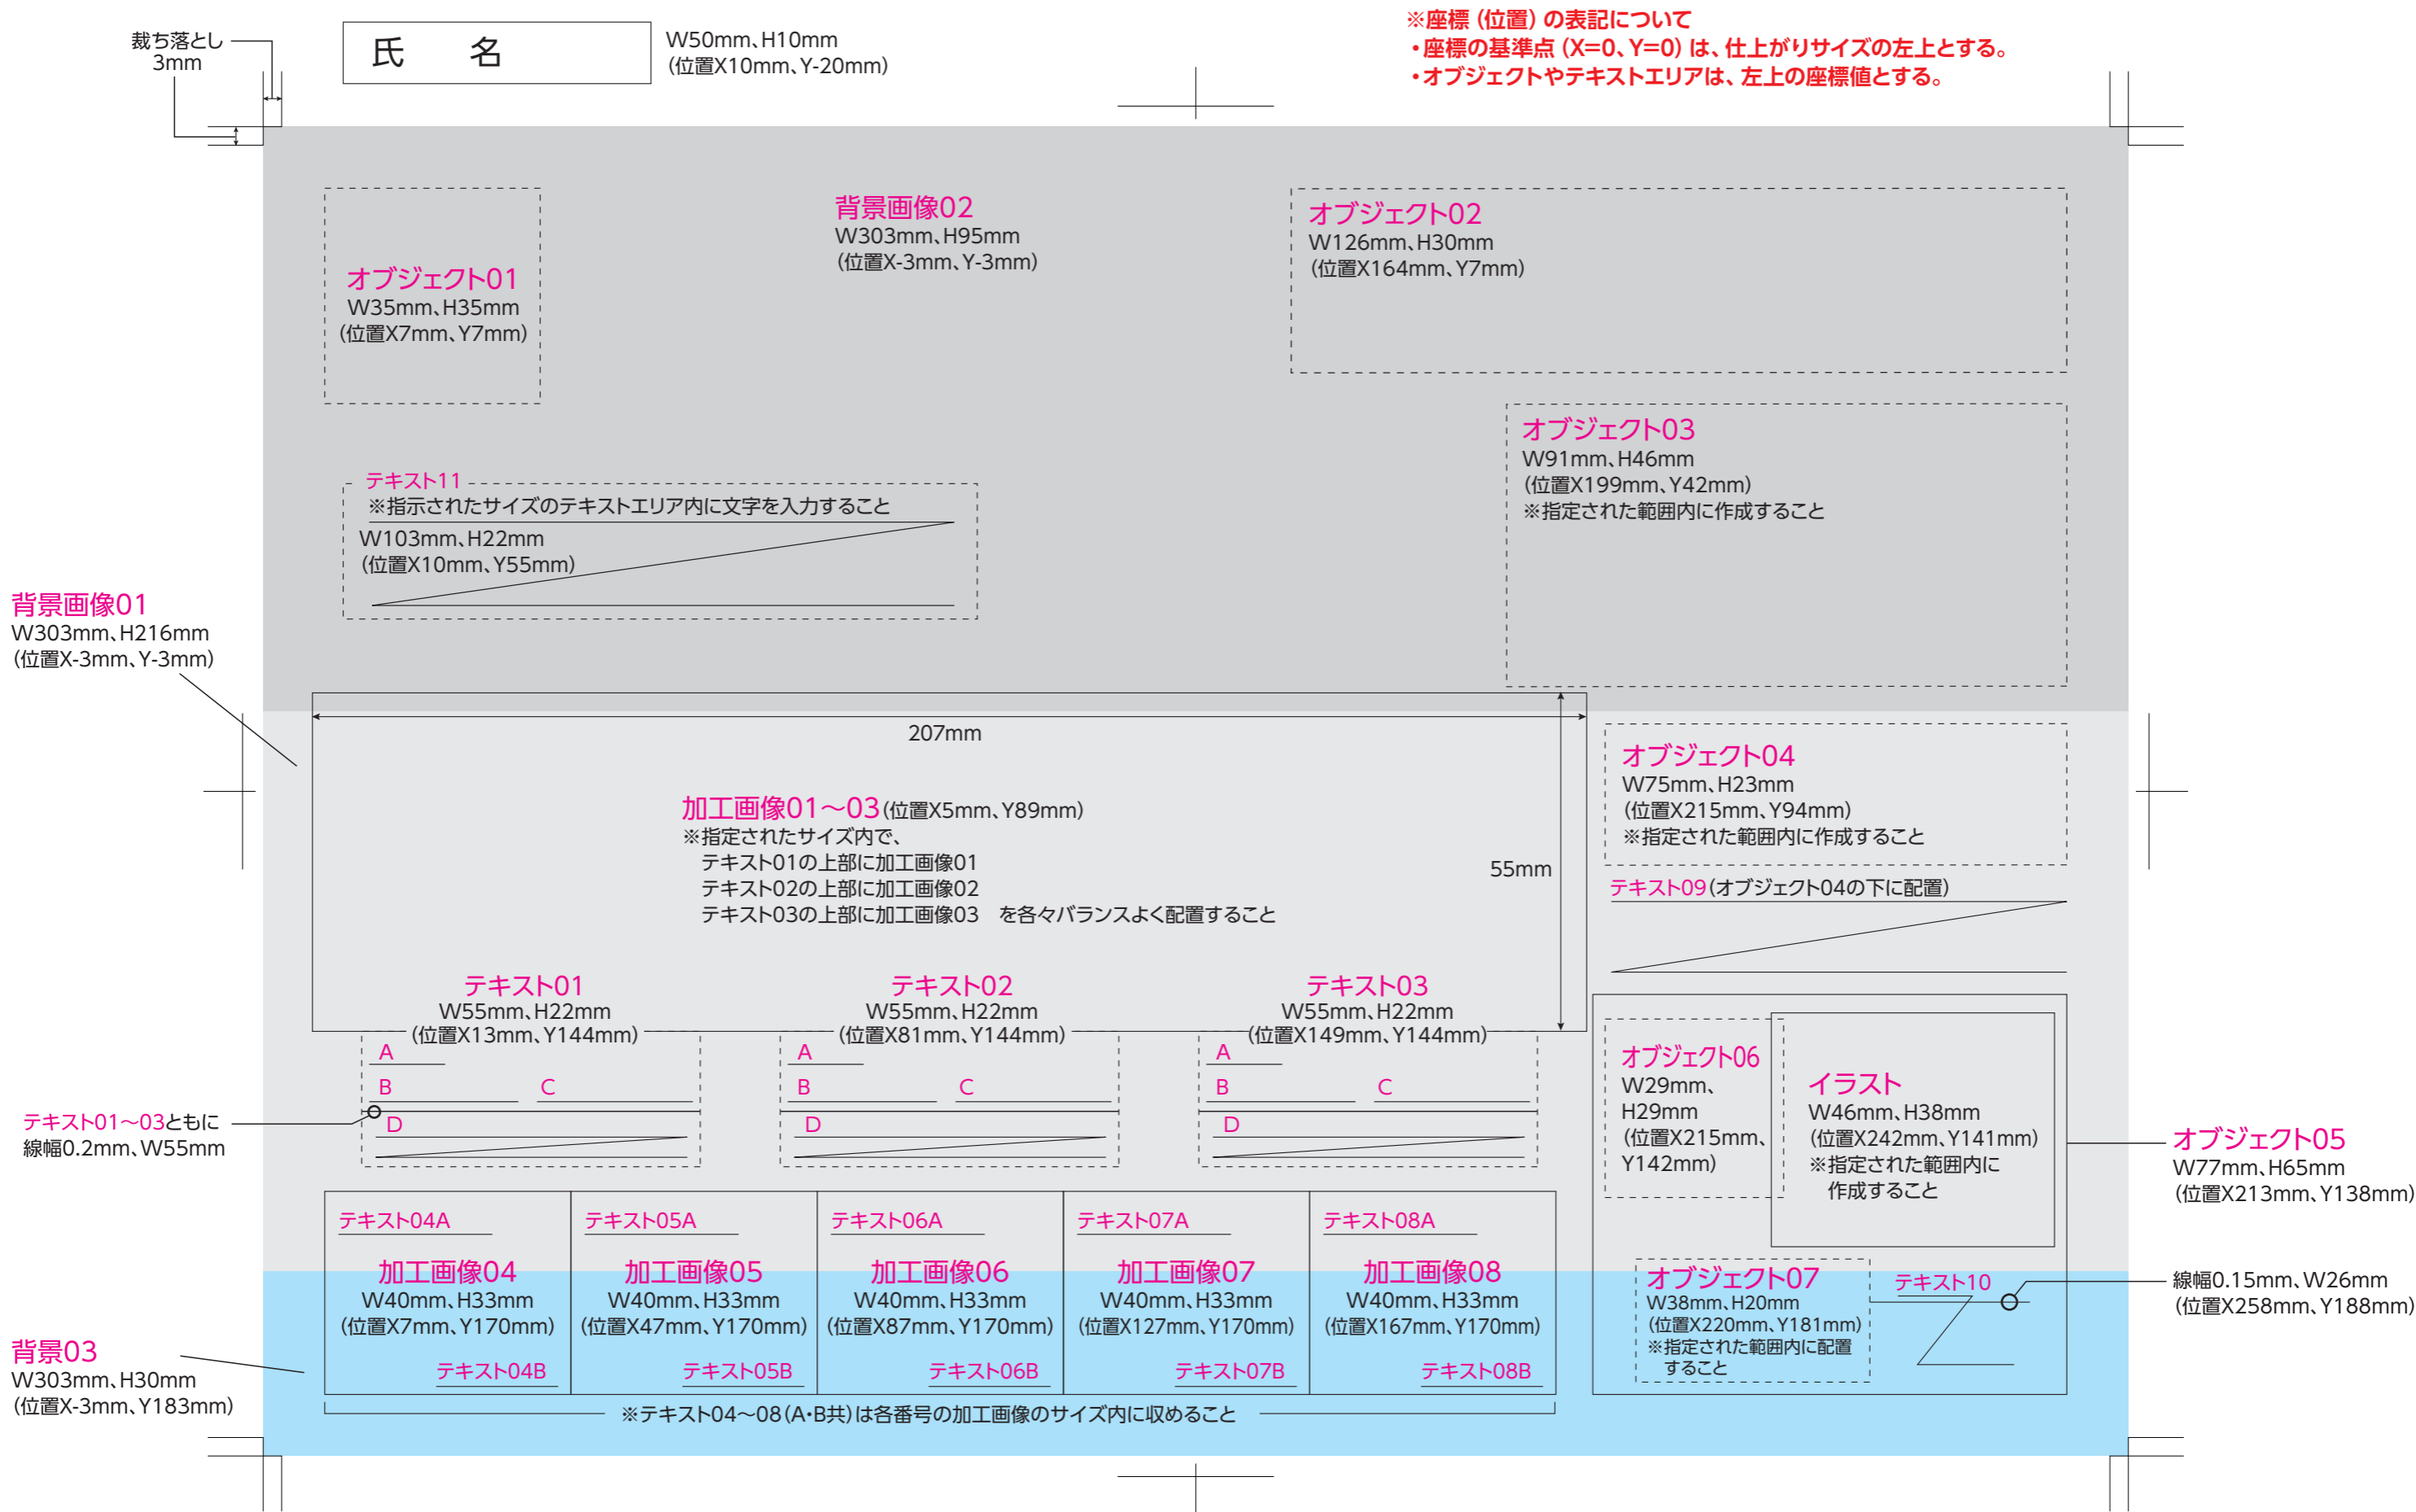 裁ち落とし
3mm
氏　名
W50mm、H10mm
(位置X10mm、Y-20mm)
※座標(位置)の表記について
・座標の基準点(X=0、Y=0)は、仕上がりサイズの左上とする。
・オブジェクトやテキストエリアは、左上の座標値とする。
オブジェクト01
W35mm、H35mm
(位置X7mm、Y7mm)
背景画像02
W303mm、H95mm
(位置X-3mm、Y-3mm)
オブジェクト02
W126mm、H30mm
(位置X164mm、Y7mm)
オブジェクト03
W91mm、H46mm
(位置X199mm、Y42mm)
※指定された範囲内に作成すること
テキスト11
※指示されたサイズのテキストエリア内に文字を入力すること
W103mm、H22mm
(位置X10mm、Y55mm)
背景画像01
W303mm、H216mm
(位置X-3mm、Y-3mm)
207mm
55mm
加工画像01～03(位置X5mm、Y89mm)
※指定されたサイズ内で、
テキスト01の上部に加工画像01
テキスト02の上部に加工画像02
テキスト03の上部に加工画像03　を各々バランスよく配置すること
オブジェクト04
W75mm、H23mm
(位置X215mm、Y94mm)
※指定された範囲内に作成すること
テキスト09(オブジェクト04の下に配置)
テキスト01
W55mm、H22mm
(位置X13mm、Y144mm)
A
B
C
D
テキスト02
W55mm、H22mm
(位置X81mm、Y144mm)
A
B
C
D
テキスト03
W55mm、H22mm
(位置X149mm、Y144mm)
A
B
C
D
テキスト01～03ともに
線幅0.2mm、W55mm
オブジェクト06
W29mm、
H29mm
(位置X215mm、
Y142mm)
イラスト
W46mm、H38mm
(位置X242mm、Y141mm)
※指定された範囲内に
作成すること
オブジェクト05
W77mm、H65mm
(位置X213mm、Y138mm)
テキスト04A
加工画像04
W40mm、H33mm
(位置X7mm、Y170mm)
テキスト04B
テキスト05A
加工画像05
W40mm、H33mm
(位置X47mm、Y170mm)
テキスト05B
テキスト06A
加工画像06
W40mm、H33mm
(位置X87mm、Y170mm)
テキスト06B
テキスト07A
加工画像07
W40mm、H33mm
(位置X127mm、Y170mm)
テキスト07B
テキスト08A
加工画像08
W40mm、H33mm
(位置X167mm、Y170mm)
テキスト08B
オブジェクト07
W38mm、H20mm
(位置X220mm、Y181mm)
※指定された範囲内に配置
すること
テキスト10
線幅0.15mm、W26mm
(位置X258mm、Y188mm)
背景03
W303mm、H30mm
(位置X-3mm、Y183mm)
※テキスト04～08(A・B共)は各番号の加工画像のサイズ内に収めること